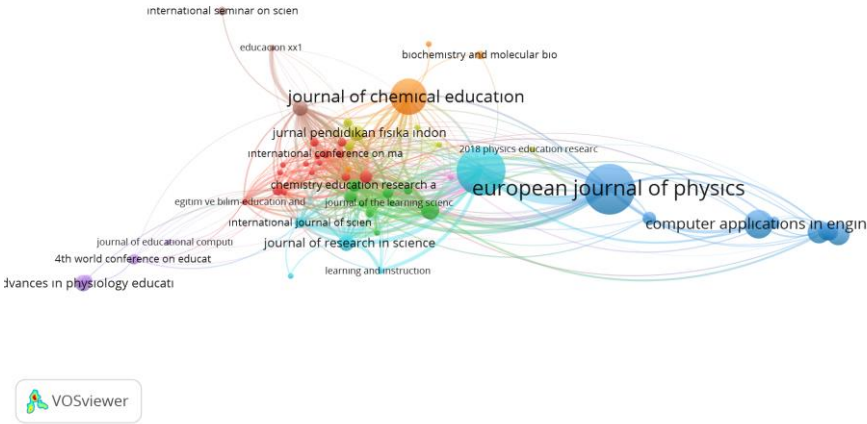 international seminar on scien
educacion xx1
biochemistry and molecular bio
journal of chemical education
jurnal pendidikan fisika indon
2018 physics education researc
international conference on ma
chemistry education research a
european journal of physics
egitim ve bilim-education and
journal of the learning scienc
international journal of scien
computer applications in engin
journal of educational computi
journal of research in science
4th world conference on educat
learning and instruction
dvances in physiology educati
VOSviewer